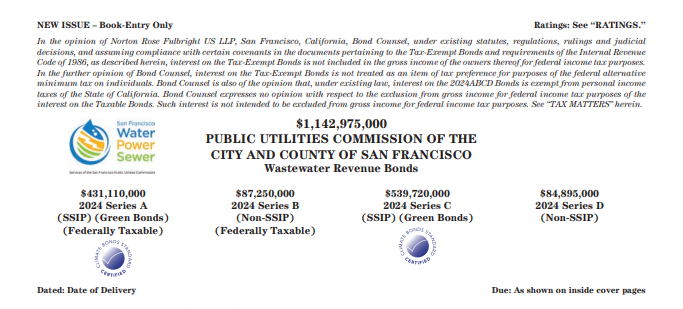 NEW ISSUE – Book-Entry Only
Ratings: See “RATINGS.”
In the opinion of Norton Rose Fulbright US LLP, San Francisco, California, Bond Counsel, under existing statutes, regulations, rulings and judicial
decisions, and assuming compliance with certain covenants in the documents pertaining to the Tax-Exempt Bonds and requirements of the Internal Revenue
Code of 1986, as described herein, interest on the Tax-Exempt Bonds is not included in the gross income of the owners thereof for federal income tax purposes.
In the further opinion of Bond Counsel, interest on the Tax-Exempt Bonds is not treated as an item of tax preference for purposes of the federal alternative
minimum tax on individuals. Bond Counsel is also of the opinion that, under existing law, interest on the 2024ABCD Bonds is exempt from personal income
taxes of the State of California. Bond Counsel expresses no opinion with respect to the exclusion from gross income for federal income tax purposes of the
interest on the Taxable Bonds. Such interest is not intended to be excluded from gross income for federal income tax purposes. See “TAX MATTERS” herein.
San Francisco
Water
Power
Sewer
Services of the San Francisco Public Utilities Commission
$1,142,975,000
PUBLIC UTILITIES COMMISSION OF THE
CITY AND COUNTY OF SAN FRANCISCO
Wastewater Revenue Bonds
$431,110,000
2024 Series A
(SSIP) (Green Bonds)
(Federally Taxable)
CLIMATE BONDS STANDARD
CERTIFIED
$87,250,000
2024 Series B
(Non-SSIP)
(Federally Taxable)
$539,720,000
2024 Series C
(SSIP) (Green Bonds)
CLIMATE BONDS STANDARD
CERTIFIED
$84,895,000
2024 Series D
(Non-SSIP)
Dated: Date of Delivery
Due: As shown on inside cover pages